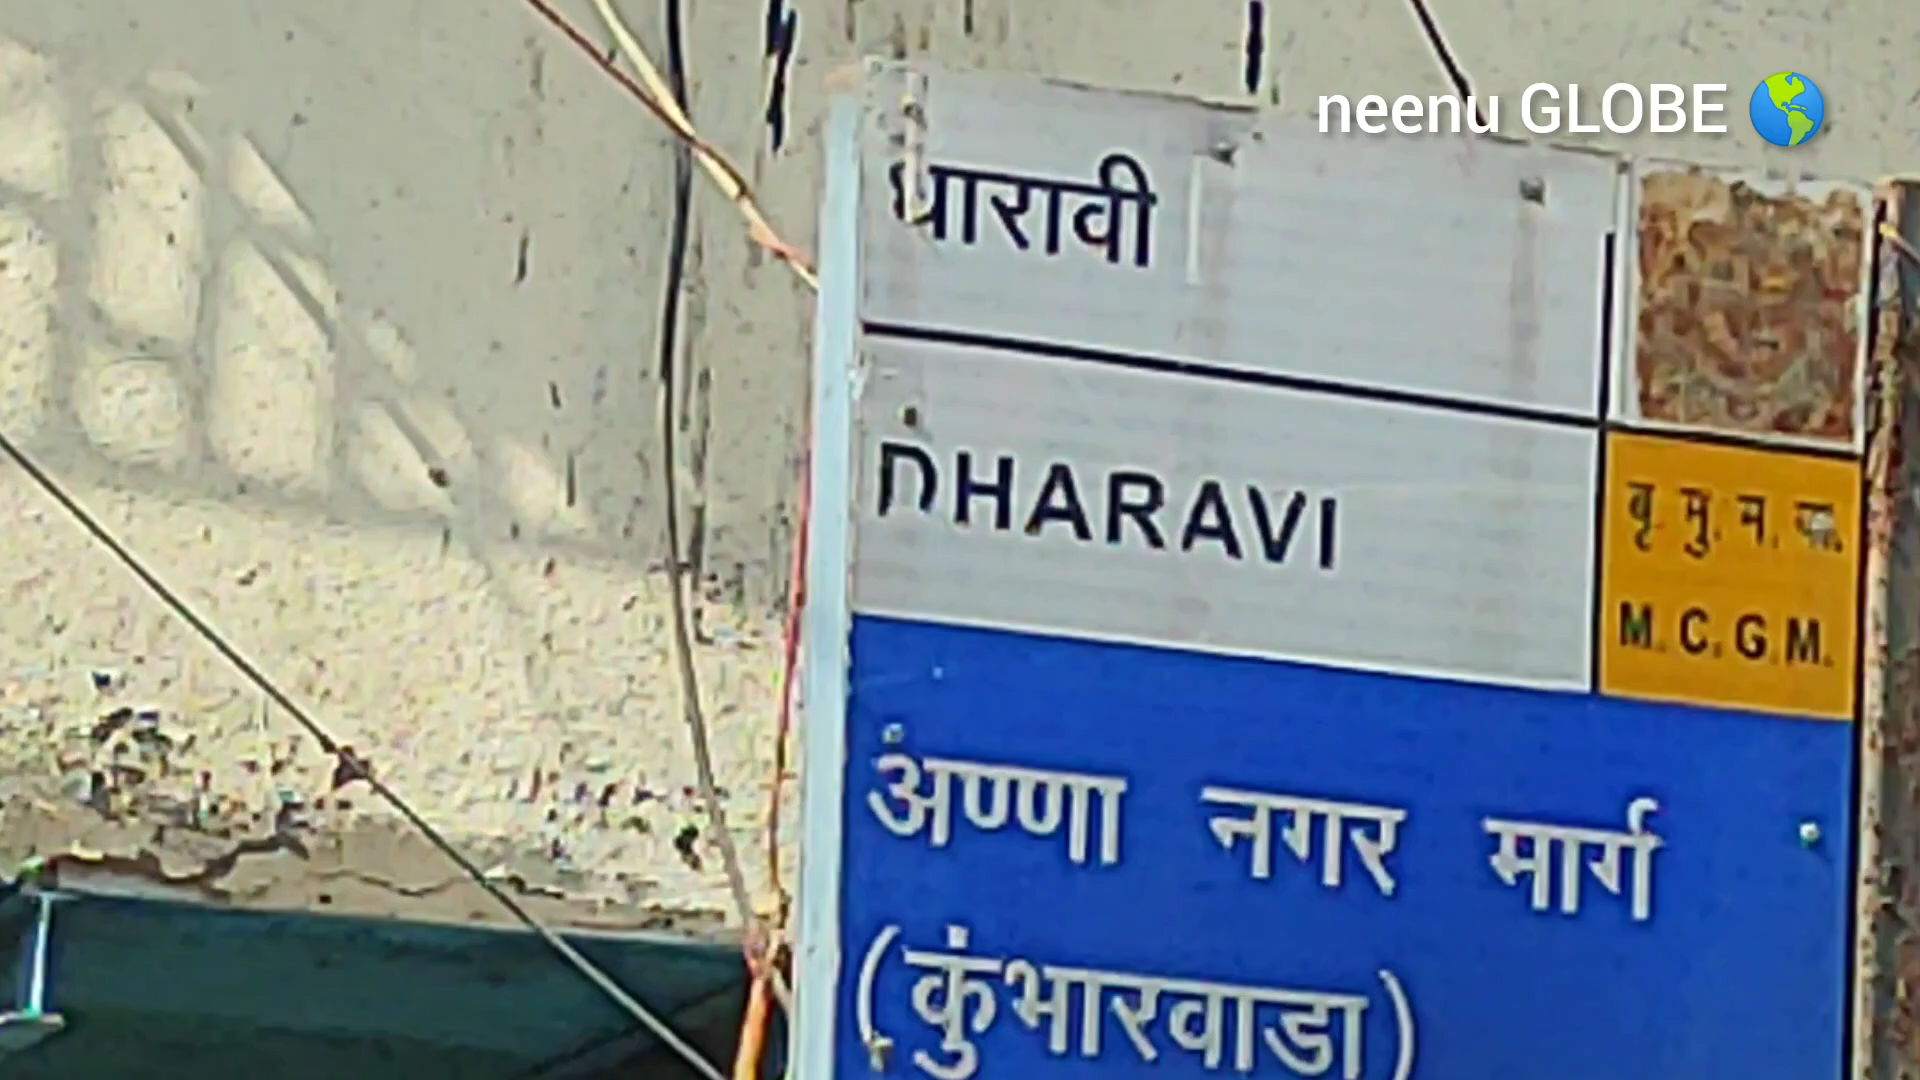 neenu GLOBE
धारावी
DHARAVI
बृ. मु. न. पा.
M. C. G. M.
अण्णा नगर मार्ग
(कुंभारवाडा)